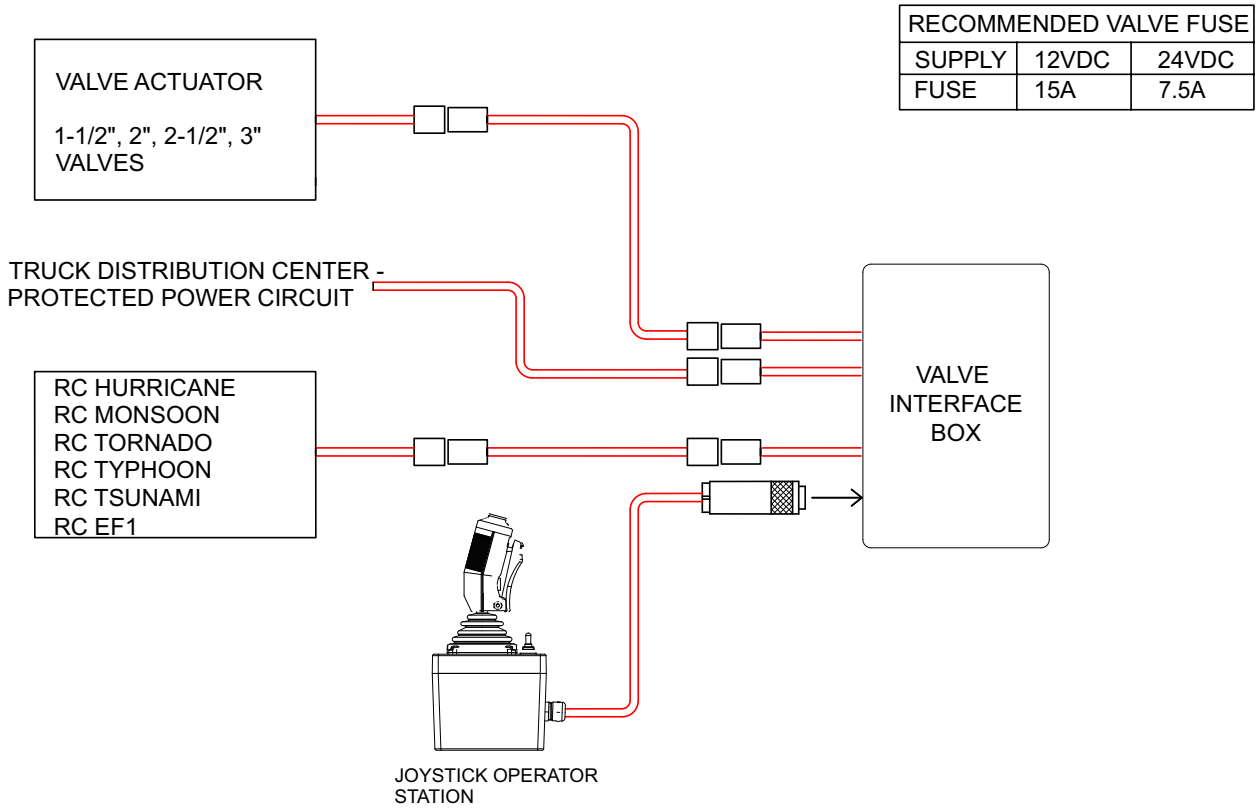 RECOMMENDED VALVE FUSE
SUPPLY 12VDC 24VDC
FUSE 15A 7.5A
VALVE ACTUATOR
1-1/2", 2", 2-1/2", 3"
VALVES
TRUCK DISTRIBUTION CENTER -
PROTECTED POWER CIRCUIT
RC HURRICANE
RC MONSOON
RC TORNADO
RC TYPHOON
RC TSUNAMI
RC EF1
VALVE
INTERFACE
BOX
JOYSTICK OPERATOR
STATION